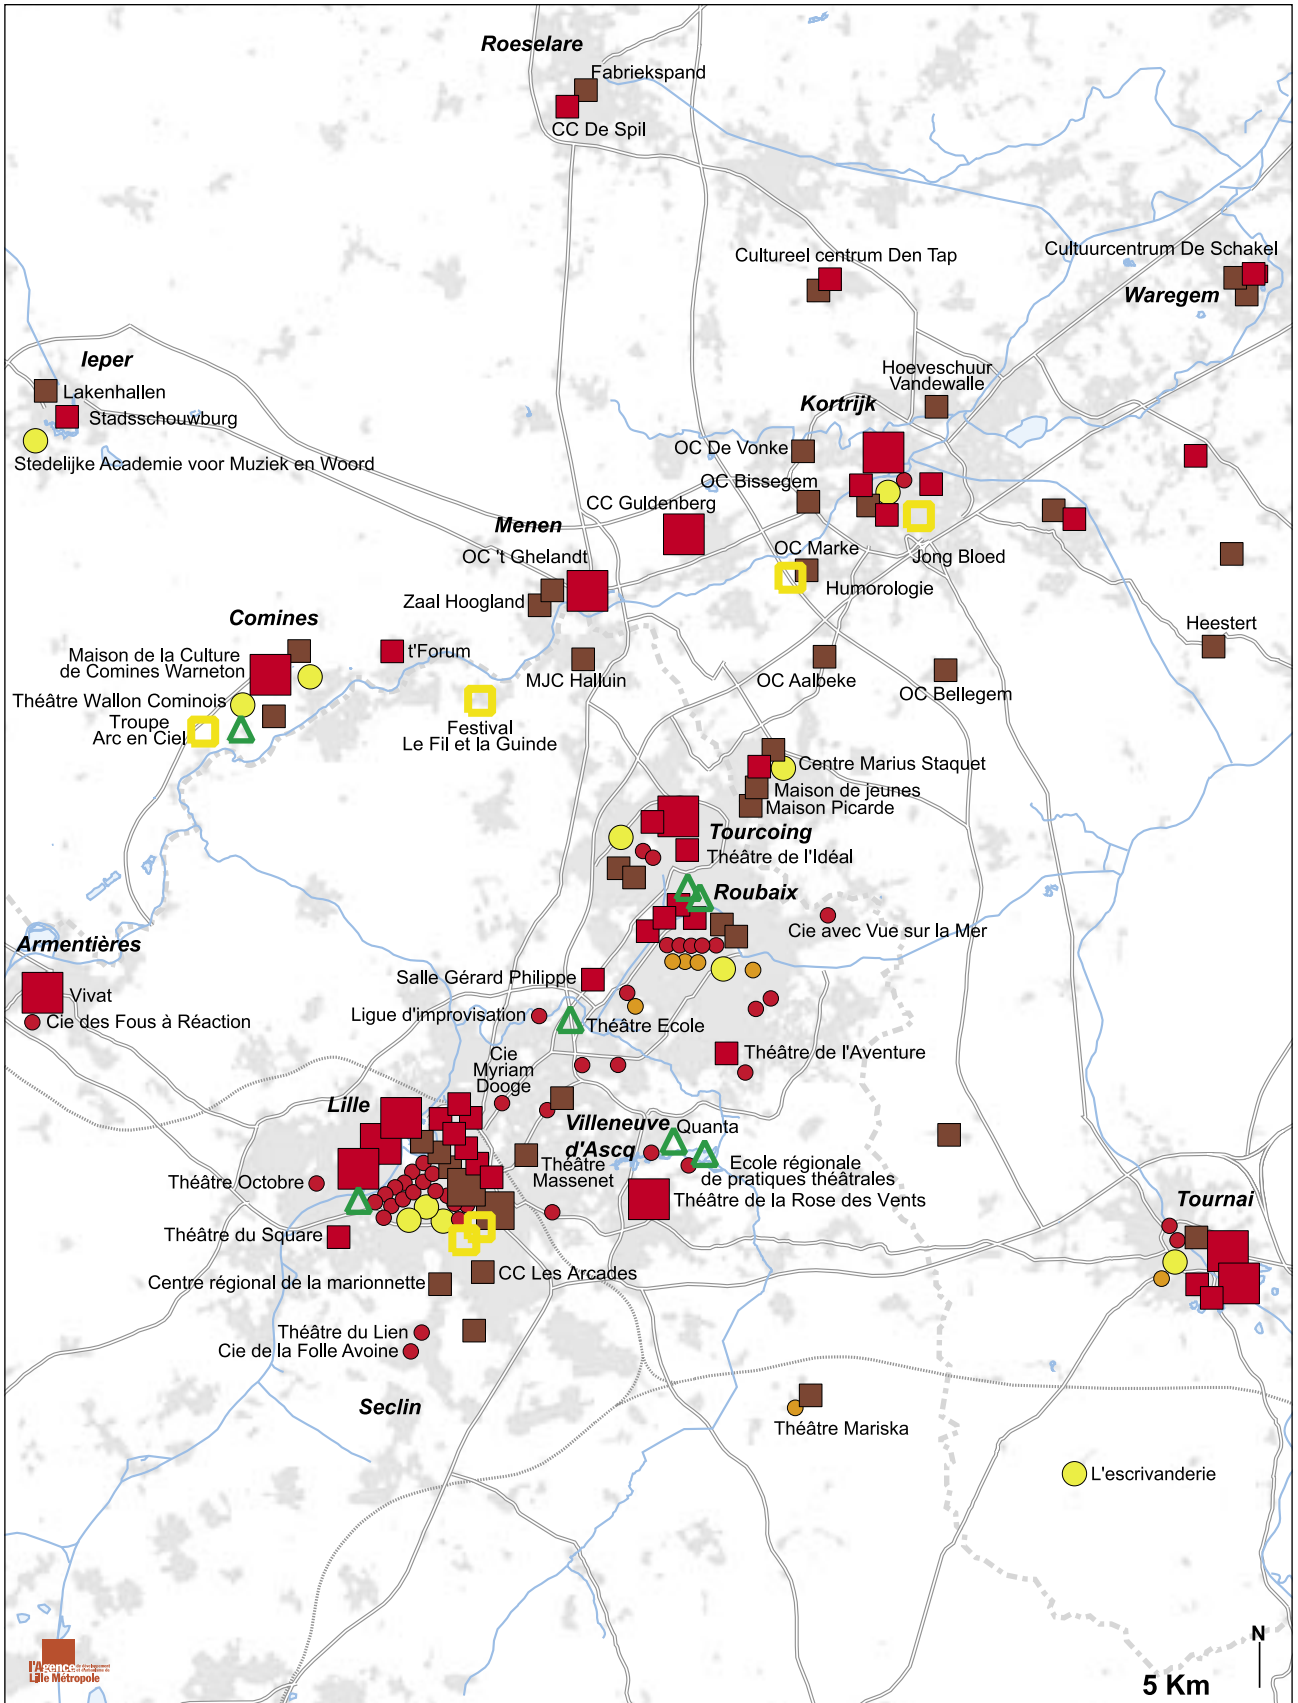 Roeselare
Fabriekspand
CC De Spil
Cultureel centrum Den Tap
Cultuurcentrum De Schakel
Waregem
Ieper
Lakenhallen
Stadsschouwburg
Stedelijke Academie voor Muziek en Woord
Hoeveschuur
Vandewalle
Kortrijk
OC De Vonke
OC Bissegem
CC Guldenberg
Menen
OC 't Ghelandt
OC Marke
Jong Bloed
Humorologie
Zaal Hoogland
Comines
Heestert
Maison de la Culture
de Comines Warneton
t'Forum
MJC Halluin
OC Aalbeke
OC Bellegem
Théâtre Wallon Cominois
Troupe
Arc en Ciel
Festival
Le Fil et la Guinde
Centre Marius Staquet
Maison de jeunes
Maison Picarde
Tourcoing
Théâtre de l'Idéal
Roubaix
Cie avec Vue sur la Mer
Armentières
Salle Gérard Philippe
Vivat
Cie des Fous à Réaction
Ligue d'improvisation
Théâtre Ecole
Cie
Myriam
Dooge
Théâtre de l'Aventure
Lille
Villeneuve
d'Ascq
Quanta
Théâtre
Massenet
Ecole régionale
de pratiques théâtrales
Théâtre Octobre
Théâtre de la Rose des Vents
Tournai
Théâtre du Square
Centre régional de la marionnette
CC Les Arcades
Théâtre du Lien
Cie de la Folle Avoine
Seclin
Théâtre Mariska
L'escrivanderie
N
5 Km
l'Agence
Lille Métropole